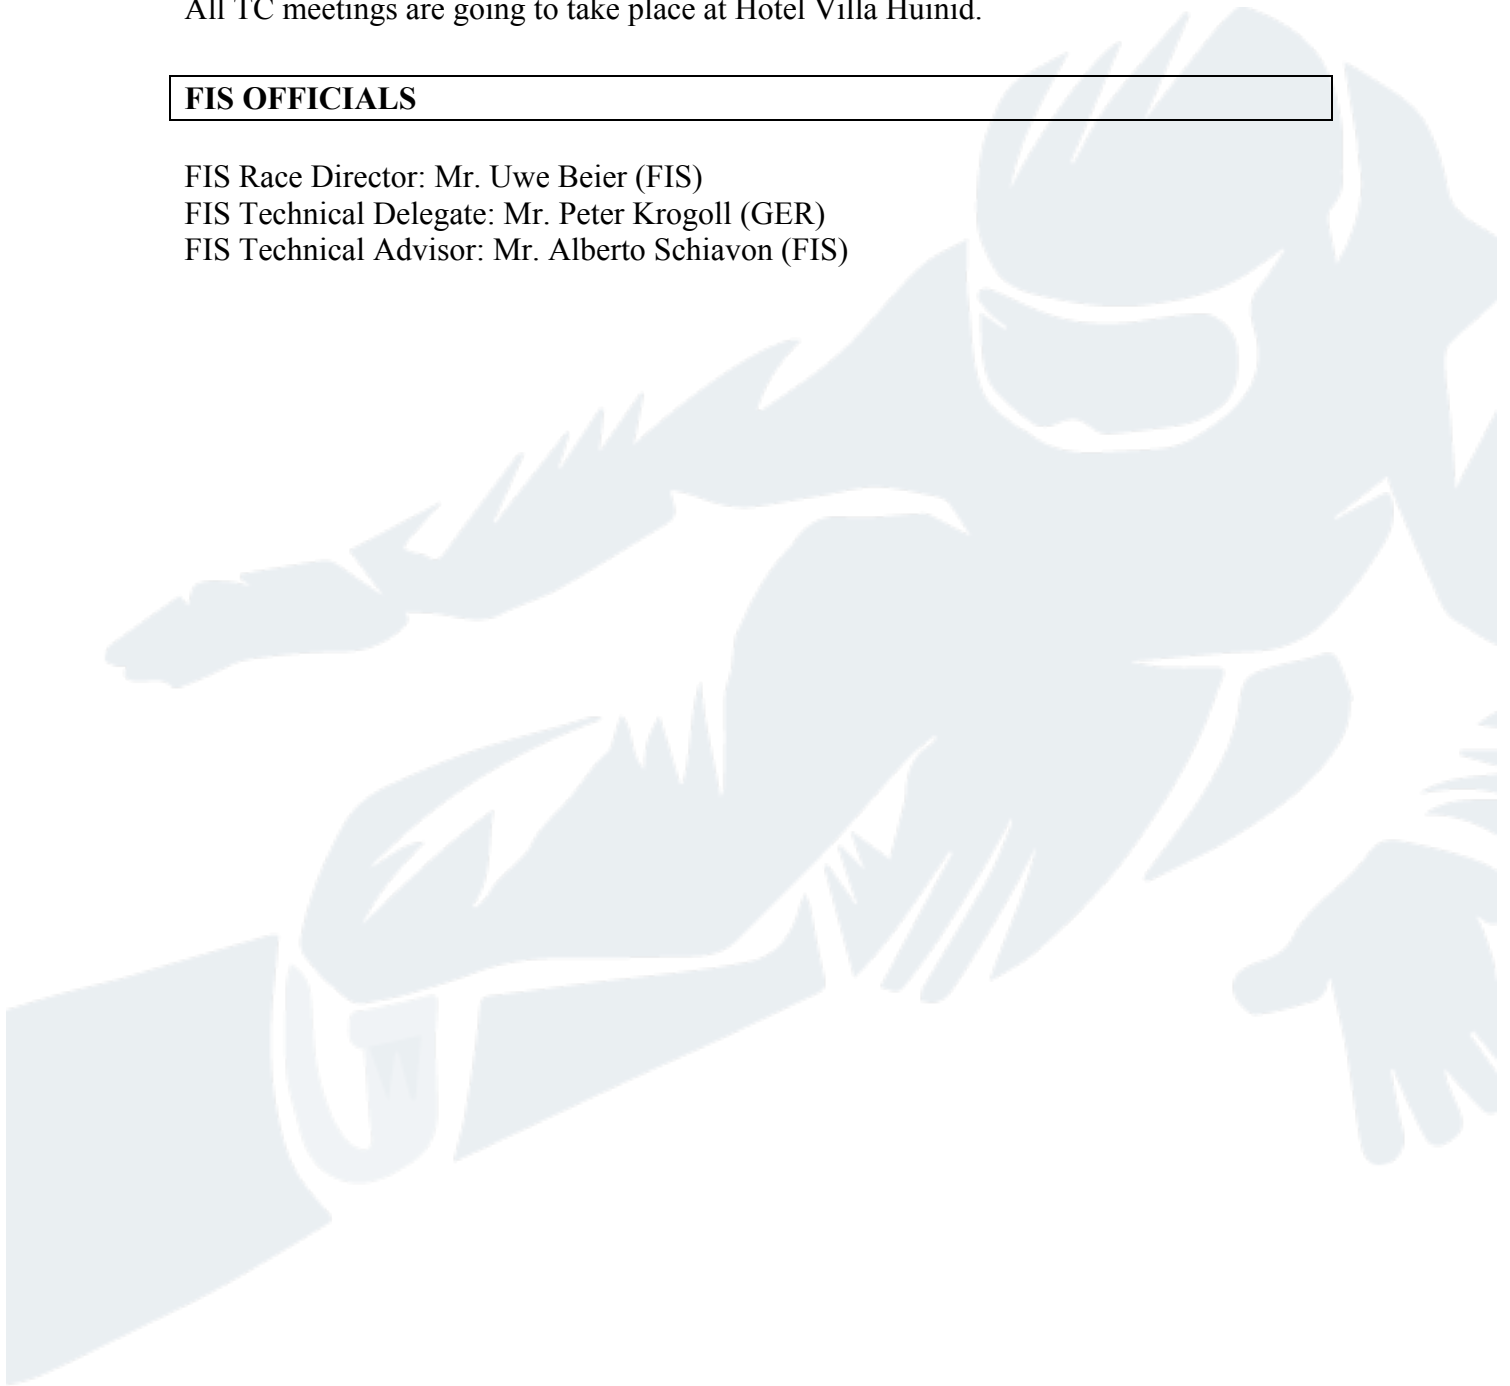 All TC meetings are going to take place at Hotel Villa Huinid.
FIS OFFICIALS
FIS Race Director: Mr. Uwe Beier (FIS)
FIS Technical Delegate: Mr. Peter Krogoll (GER)
FIS Technical Advisor: Mr. Alberto Schiavon (FIS)